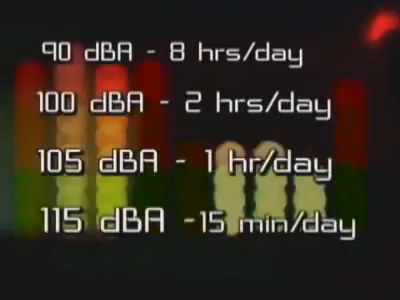 90 dBA - 8 hrs/day
100 dBA - 2 hrs/day
105 dBA - 1 hr/day
115 dBA -15 min/day